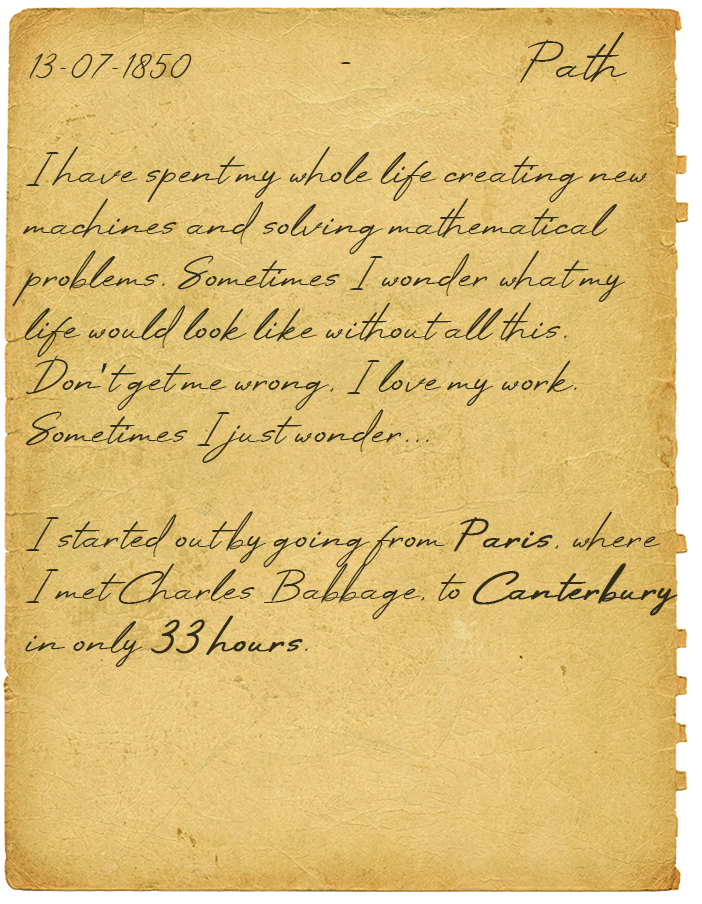 13-07-1850 - Path
I have spent my whole life creating new
machines and solving mathematical
problems. Sometimes I wonder what my
life would look like without all this.
Don't get me wrong, I love my work.
Sometimes I just wonder...
I started out by going from Paris, where
I met Charles Babbage, to Canterbury
in only 33 hours.